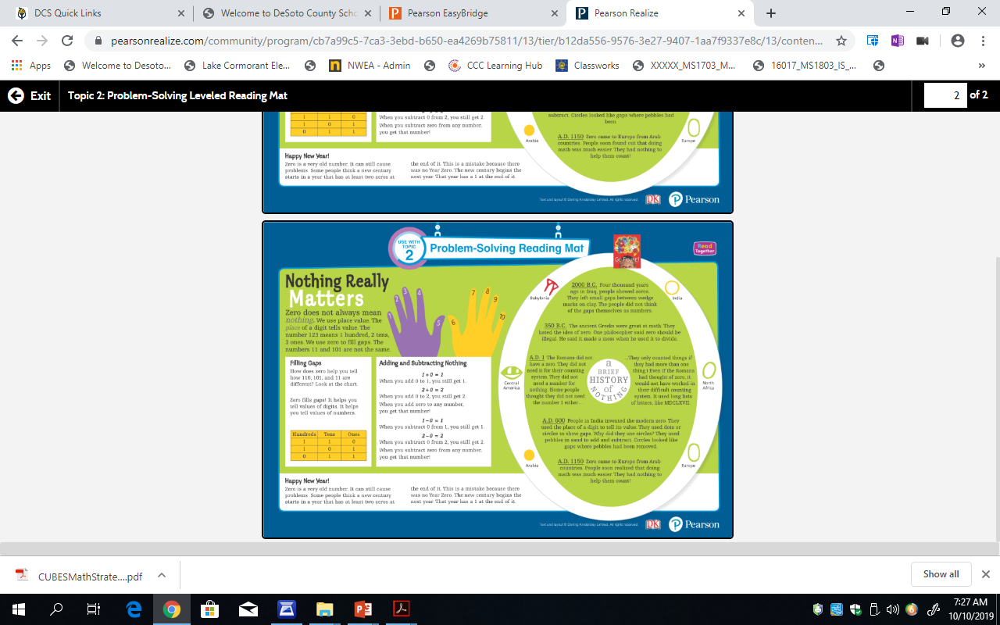 DCS Quick Links
Welcome to DeSoto County Scho
Pearson EasyBridge
Pearson Realize
pearsonrealize.com/community/program/cb7a99c5-7ca3-3ebd-b650-ea4269b75811/13/tier/b12da556-9576-3e27-9407-1aa7f9337e8c/13/conten...
Apps
Welcome to Desoto...
Lake Cormorant Ele...
NWEA - Admin
CCC Learning Hub
Classworks
XXXXX_MS1703_M...
16017_MS1803_IS_...
»
Exit
Topic 2: Problem-Solving Leveled Reading Mat
2 of 2
1 1 0
1 0 1
0 1 1
When you subtract 0 from 2, you still get 2.
When you subtract zero from any number,
you get that number!
subtract. Circles looked like gaps where pebbles had
been.
Arabia
Europe
A.D. 1150 Zero came to Europe from Arab
countries. People soon found out that doing
math was much easier. They had nothing to
help them count!
Happy New Year!
Zero is a very old number. It can still cause
problems. Some people think a new century
starts in a year that has at least two zeros at
the end of it. This is a mistake because there
was no Year Zero. The new century begins the
next year. That year has a 1 at the end of it.
Text and layout © Dorling Kindersley Limited. All rights reserved.
DK
Pearson
USE WITH
TOPIC
2
Problem-Solving Reading Mat
GO FIGURE!
Read
Together
Nothing Really
Matters
Zero does not always mean
nothing. We use place value. The
place of a digit tells value. The
number 123 means 1 hundred, 2 tens,
3 ones. We use zero to fill gaps. The
numbers 11 and 101 are not the same.
1 2 3 4 5 6 7 8 9 10
Filling Gaps
How does zero help you tell
how 110, 101, and 11 are
different? Look at the chart.
Zero fills gaps! It helps you
tell values of digits. It helps
you tell values of numbers.
Hundreds Tens Ones
1 1 0
1 0 1
0 1 1
Adding and Subtracting Nothing
1 + 0 = 1
When you add 0 to 1, you still get 1.
2 + 0 = 2
When you add 0 to 2, you still get 2.
When you add zero to any number,
you get that number!
1 – 0 = 1
When you subtract 0 from 1, you still get 1.
2 – 0 = 2
When you subtract 0 from 2, you still get 2.
When you subtract zero from any number,
you get that number!
Happy New Year!
Zero is a very old number. It can still cause
problems. Some people think a new century
starts in a year that has at least two zeros at
the end of it. This is a mistake because there
was no Year Zero. The new century begins the
next year. That year has a 1 at the end of it.
Babylonia
India
Central
America
North
Africa
Arabia
Europe
2000 B.C. Four thousand years
ago in Iraq, people showed zeros.
They left small gaps between wedge
marks on clay. The people did not think
of the gaps themselves as numbers.
350 B.C. The ancient Greeks were great at math. They
hated the idea of zero. One philosopher said zero should be
illegal. He said it made a mess when he used it to divide.
A.D. 1 The Romans did not
have a zero. They did not
need it for their counting
system. They did not
need a number for
nothing. (Some people
thought they did not need
the number 1 either...
a
BRIEF
HISTORY
of
NOTHING
...They only counted things if
they had more than one
thing.) Even if the Romans
had thought of zero, it
would not have worked in
their difficult counting
system. It used long lists
of letters, like MDCLXVII.
A.D. 600 People in India invented the modern zero. They
used the place of a digit to tell its value. They used dots or
circles to show gaps. Why did they use circles? They used
pebbles in sand to add and subtract. Circles looked like
gaps where pebbles had been removed.
A.D. 1150 Zero came to Europe from Arab
countries. People soon realized that doing
math was much easier. They had nothing to
help them count!
Text and layout © Dorling Kindersley Limited. All rights reserved.
DK
Pearson
CUBESMathStrate....pdf
Show all
7:27 AM
10/10/2019